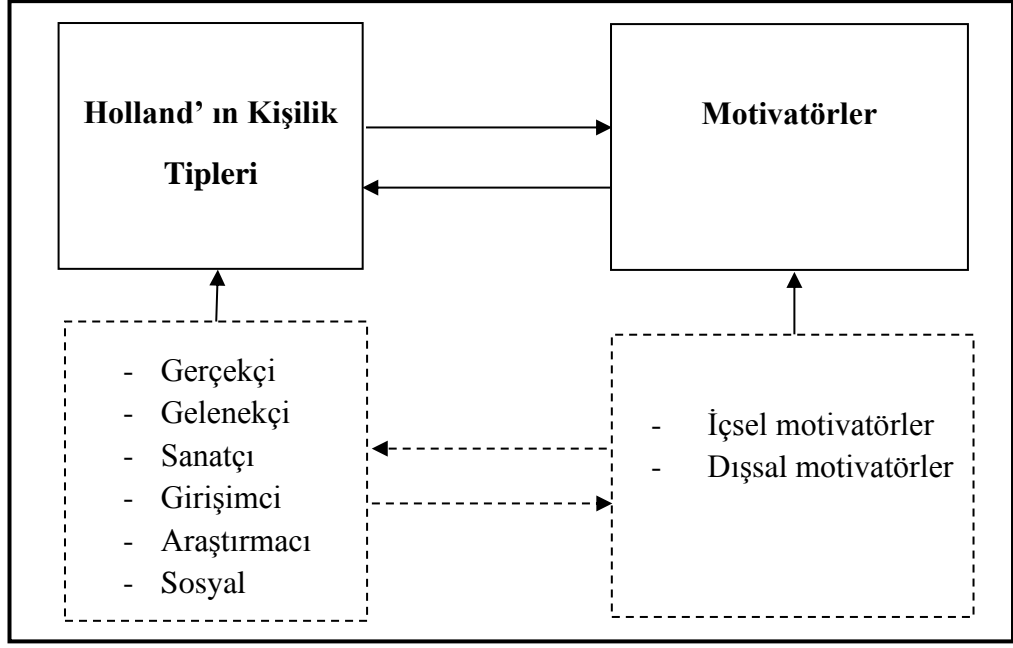 Holland’ ın Kişilik
Tipleri
Motivatörler
- Gerçekçi
- Gelenekçi
- Sanatçı
- Girişimci
- Araştırmacı
- Sosyal
- İçsel motivatörler
- Dışsal motivatörler